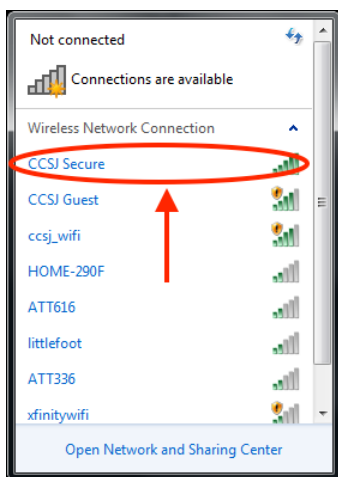 Not connected
Connections are available
Wireless Network Connection
CCSJ Secure
CCSJ Guest
ccsj_wifi
HOME-290F
ATT616
littlefoot
ATT336
xfinitywifi
Open Network and Sharing Center